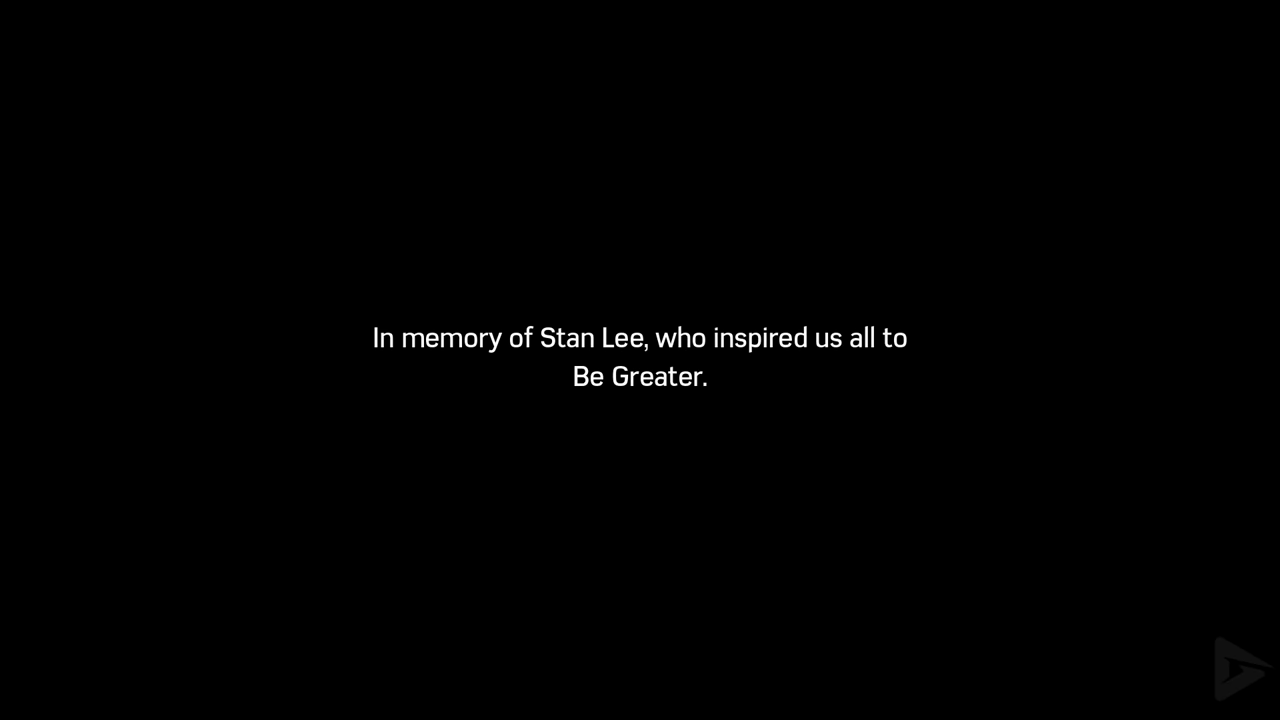 In memory of Stan Lee, who inspired us all to
Be Greater.